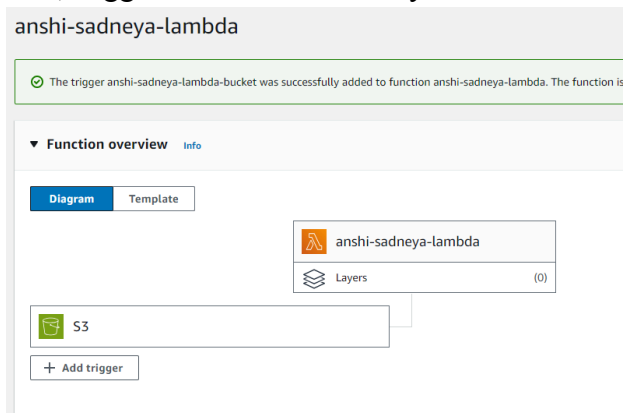 anshi-sadneya-lambda
The trigger anshi-sadneya-lambda-bucket was successfully added to function anshi-sadneya-lambda. The function is
Function overview Info
Diagram Template
anshi-sadneya-lambda
Layers (0)
S3
+ Add trigger